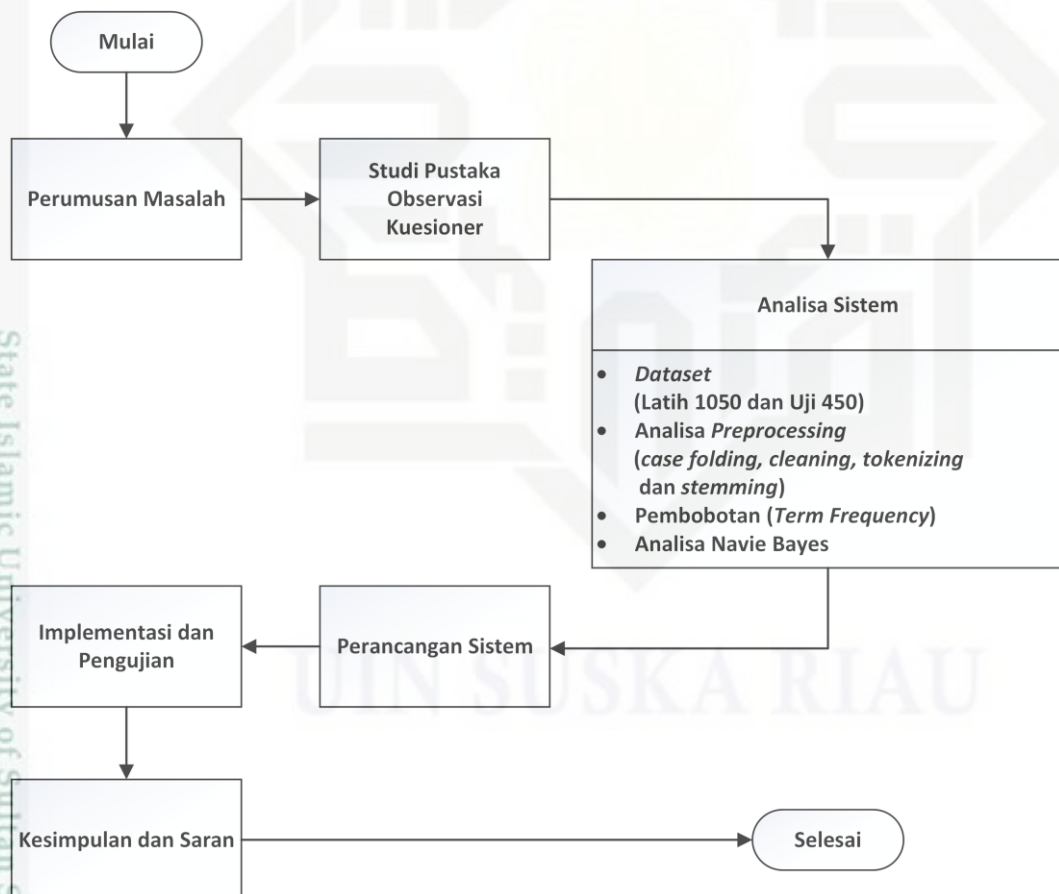 Mulai
Perumusan Masalah
Studi Pustaka
Observasi
Kuesioner
Analisa Sistem
• Dataset
(Latih 1050 dan Uji 450)
• Analisa Preprocessing
(case folding, cleaning, tokenizing
dan stemming)
• Pembobotan (Term Frequency)
• Analisa Navie Bayes
Perancangan Sistem
Implementasi dan
Pengujian
Kesimpulan dan Saran
Selesai
UIN SUSKA RIAU
State Islamic University of Sultan S